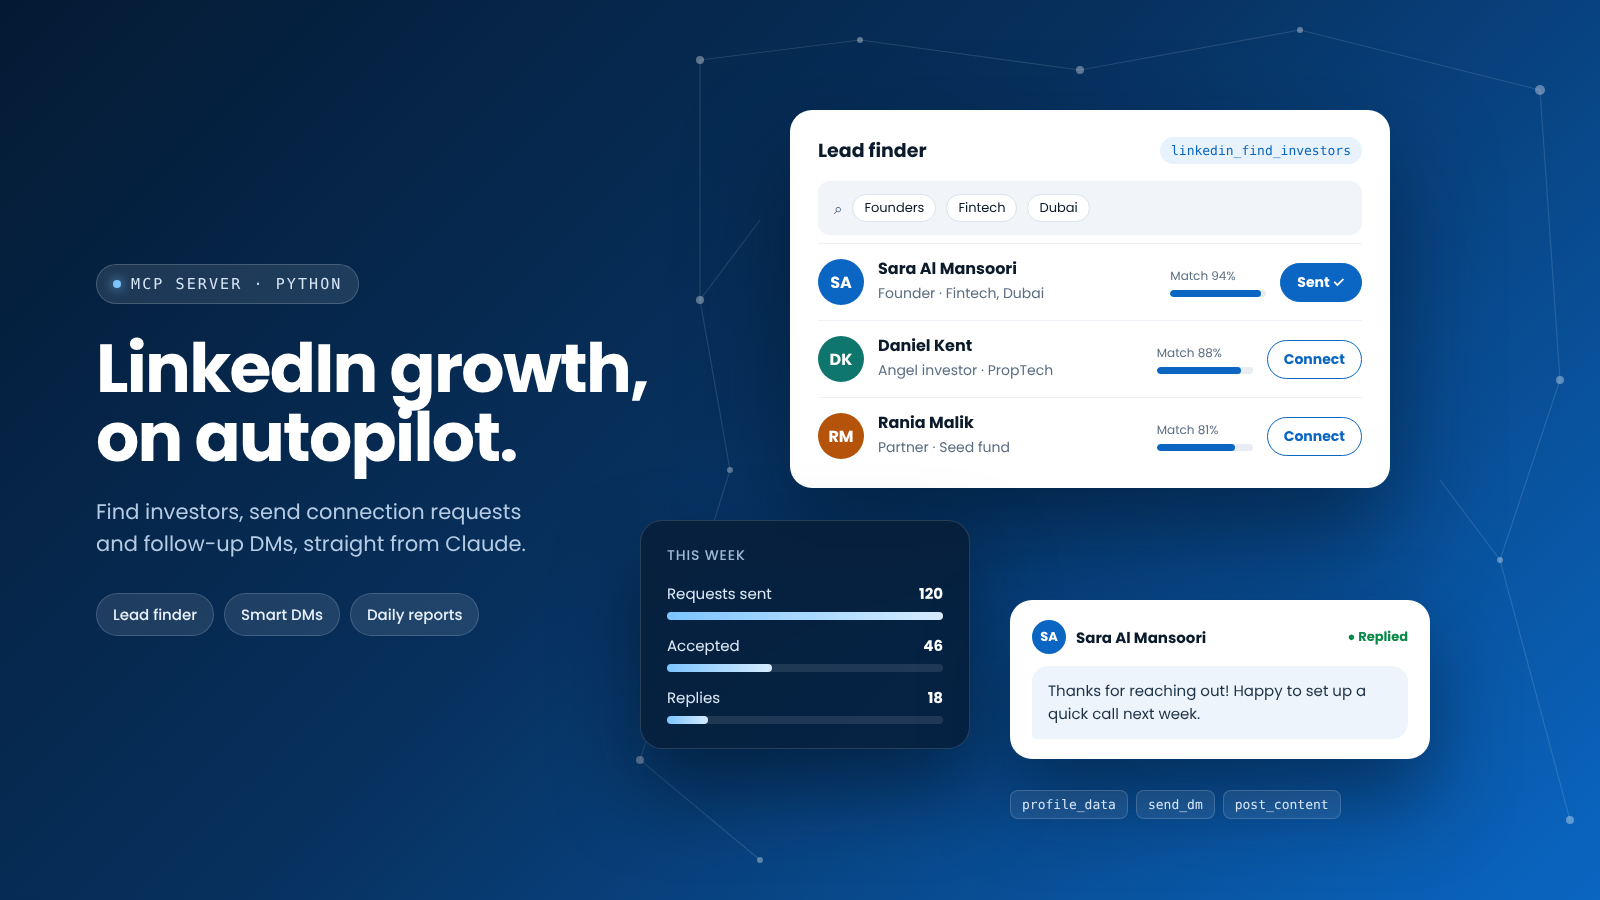 MCP SERVER · PYTHON
LinkedIn growth,
on autopilot.
Find investors, send connection requests
and follow-up DMs, straight from Claude.
Lead finder
Smart DMs
Daily reports
Lead finder
linkedin_find_investors
Founders
Fintech
Dubai
SA
Sara Al Mansoori
Founder · Fintech, Dubai
Match 94%
Sent ✓
DK
Daniel Kent
Angel investor · PropTech
Match 88%
Connect
RM
Rania Malik
Partner · Seed fund
Match 81%
Connect
THIS WEEK
Requests sent 120
Accepted 46
Replies 18
SA
Sara Al Mansoori
● Replied
Thanks for reaching out! Happy to set up a
quick call next week.
profile_data
send_dm
post_content